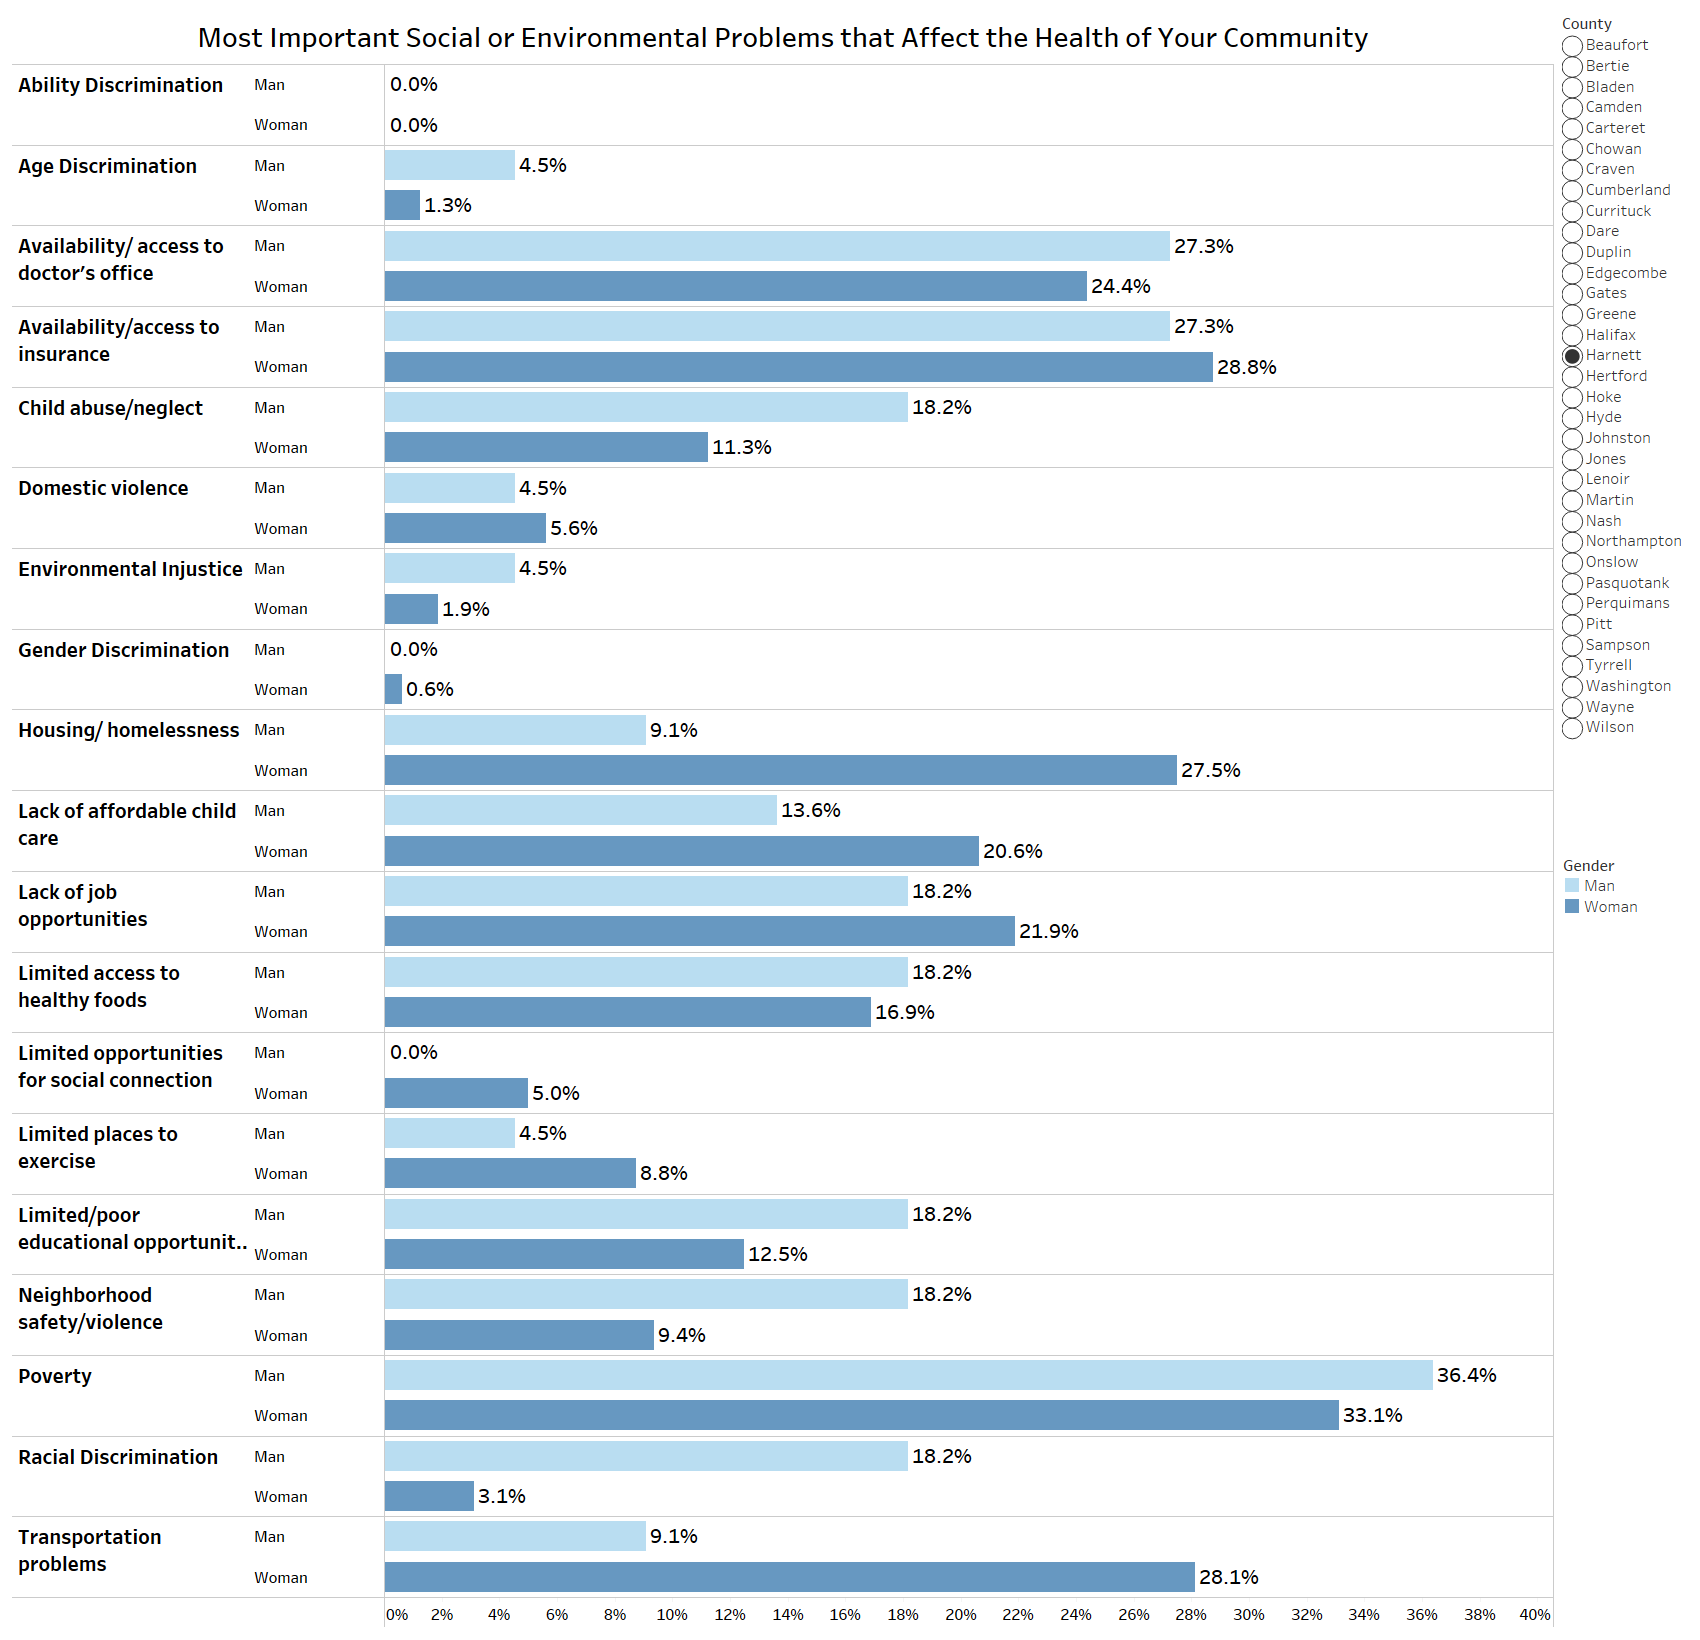 Most Important Social or Environmental Problems that Affect the Health of Your Community
Ability Discrimination
Man
0.0%
Woman
0.0%
Age Discrimination
Man
4.5%
Woman
1.3%
Availability/ access to
doctor’s office
Man
27.3%
Woman
24.4%
Availability/access to
insurance
Man
27.3%
Woman
28.8%
Child abuse/neglect
Man
18.2%
Woman
11.3%
Domestic violence
Man
4.5%
Woman
5.6%
Environmental Injustice
Man
4.5%
Woman
1.9%
Gender Discrimination
Man
0.0%
Woman
0.6%
Housing/ homelessness
Man
9.1%
Woman
27.5%
Lack of affordable child
care
Man
13.6%
Woman
20.6%
Lack of job
opportunities
Man
18.2%
Woman
21.9%
Limited access to
healthy foods
Man
18.2%
Woman
16.9%
Limited opportunities
for social connection
Man
0.0%
Woman
5.0%
Limited places to
exercise
Man
4.5%
Woman
8.8%
Limited/poor
educational opportunit..
Man
18.2%
Woman
12.5%
Neighborhood
safety/violence
Man
18.2%
Woman
9.4%
Poverty
Man
36.4%
Woman
33.1%
Racial Discrimination
Man
18.2%
Woman
3.1%
Transportation
problems
Man
9.1%
Woman
28.1%
0% 2% 4% 6% 8% 10% 12% 14% 16% 18% 20% 22% 24% 26% 28% 30% 32% 34% 36% 38% 40%
County
Beaufort
Bertie
Bladen
Camden
Carteret
Chowan
Craven
Cumberland
Currituck
Dare
Duplin
Edgecombe
Gates
Greene
Halifax
Harnett
Hertford
Hoke
Hyde
Johnston
Jones
Lenoir
Martin
Nash
Northampton
Onslow
Pasquotank
Perquimans
Pitt
Sampson
Tyrrell
Washington
Wayne
Wilson
Gender
Man
Woman